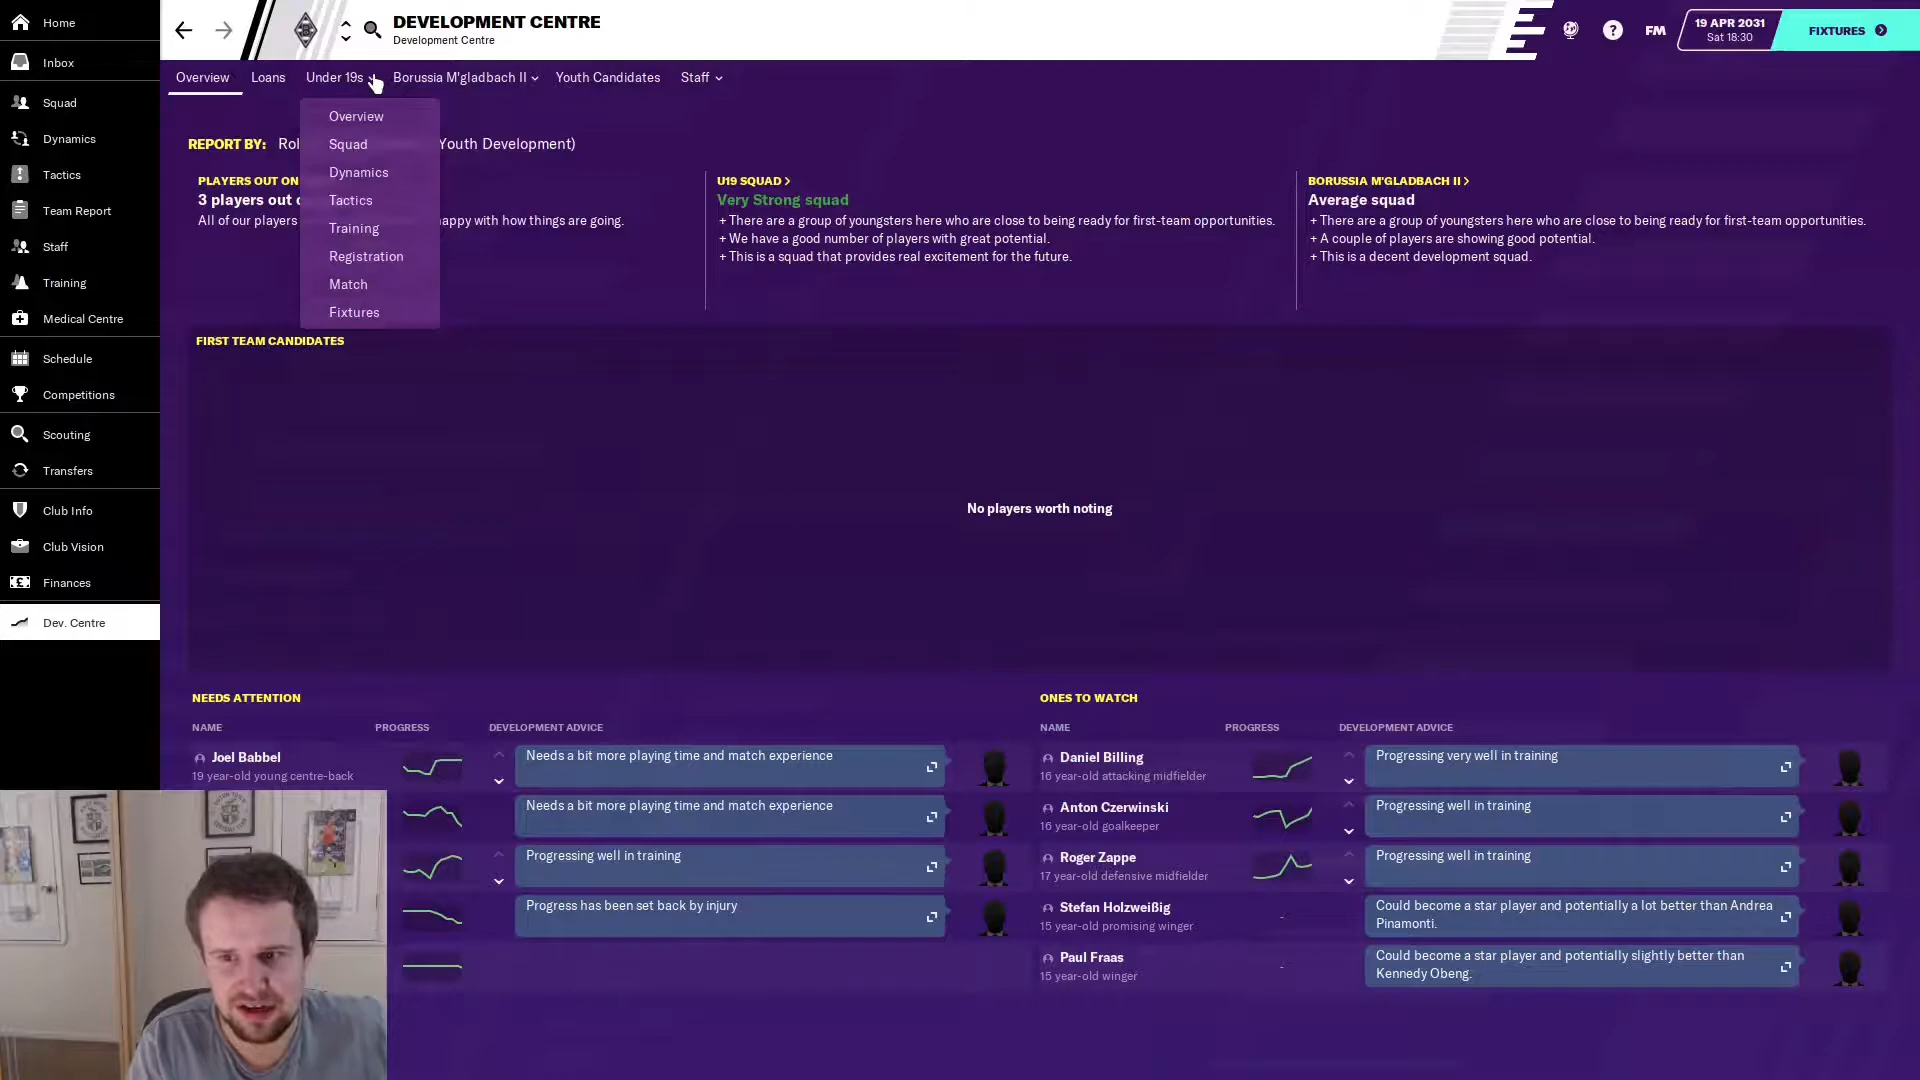 Home
Inbox
Squad
Dynamics
Tactics
Team Report
Staff
Training
Medical Centre
Schedule
Competitions
Scouting
Transfers
Club Info
Club Vision
Finances
Dev. Centre
DEVELOPMENT CENTRE
Development Centre
?
FM
19 APR 2031
Sat 18:30
FIXTURES
Overview Loans Under 19s Borussia M'gladbach II Youth Candidates Staff
Overview
Squad
Dynamics
Tactics
Training
Registration
Match
Fixtures
REPORT BY: Youth Development)
PLAYERS OUT ON
3 players out
All of our players happy with how things are going.
U19 SQUAD >
Very Strong squad
+ There are a group of youngsters here who are close to being ready for first-team opportunities.
+ We have a good number of players with great potential.
+ This is a squad that provides real excitement for the future.
BORUSSIA M'GLADBACH II >
Average squad
+ There are a group of youngsters here who are close to being ready for first-team opportunities.
+ A couple of players are showing good potential.
+ This is a decent development squad.
FIRST TEAM CANDIDATES
No players worth noting
NEEDS ATTENTION
NAME PROGRESS DEVELOPMENT ADVICE
Joel Babbel
19 year-old young centre-back
Needs a bit more playing time and match experience
Needs a bit more playing time and match experience
Progressing well in training
Progress has been set back by injury
ONES TO WATCH
NAME PROGRESS DEVELOPMENT ADVICE
Daniel Billing
16 year-old attacking midfielder
Progressing very well in training
Anton Czerwinski
16 year-old goalkeeper
Progressing well in training
Roger Zappe
17 year-old defensive midfielder
Progressing well in training
Stefan Holzweißig
15 year-old promising winger
-
Could become a star player and potentially a lot better than Andrea
Pinamonti.
Paul Fraas
15 year-old winger
-
Could become a star player and potentially slightly better than
Kennedy Obeng.